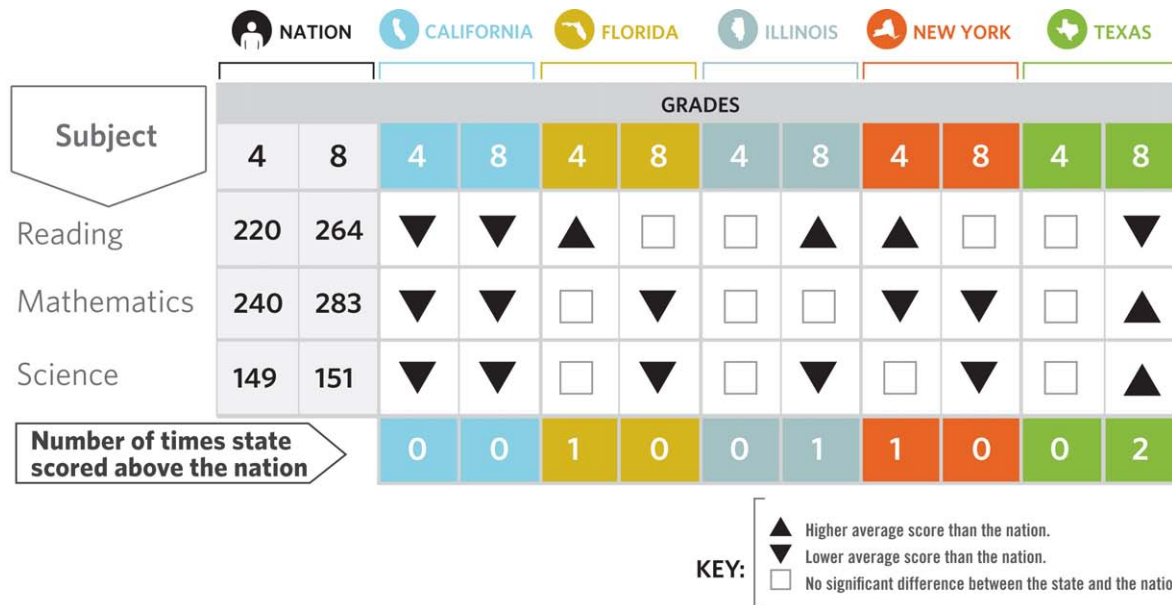 NATION CALIFORNIA FLORIDA ILLINOIS NEW YORK TEXAS
GRADES
Subject
4 8 4 8 4 8 4 8 4 8 4 8
Reading 220 264
Mathematics 240 283
Science 149 151
Number of times state
scored above the nation
0 0 1 0 0 1 1 0 0 2
KEY:
Higher average score than the nation.
Lower average score than the nation.
No significant difference between the state and the natio